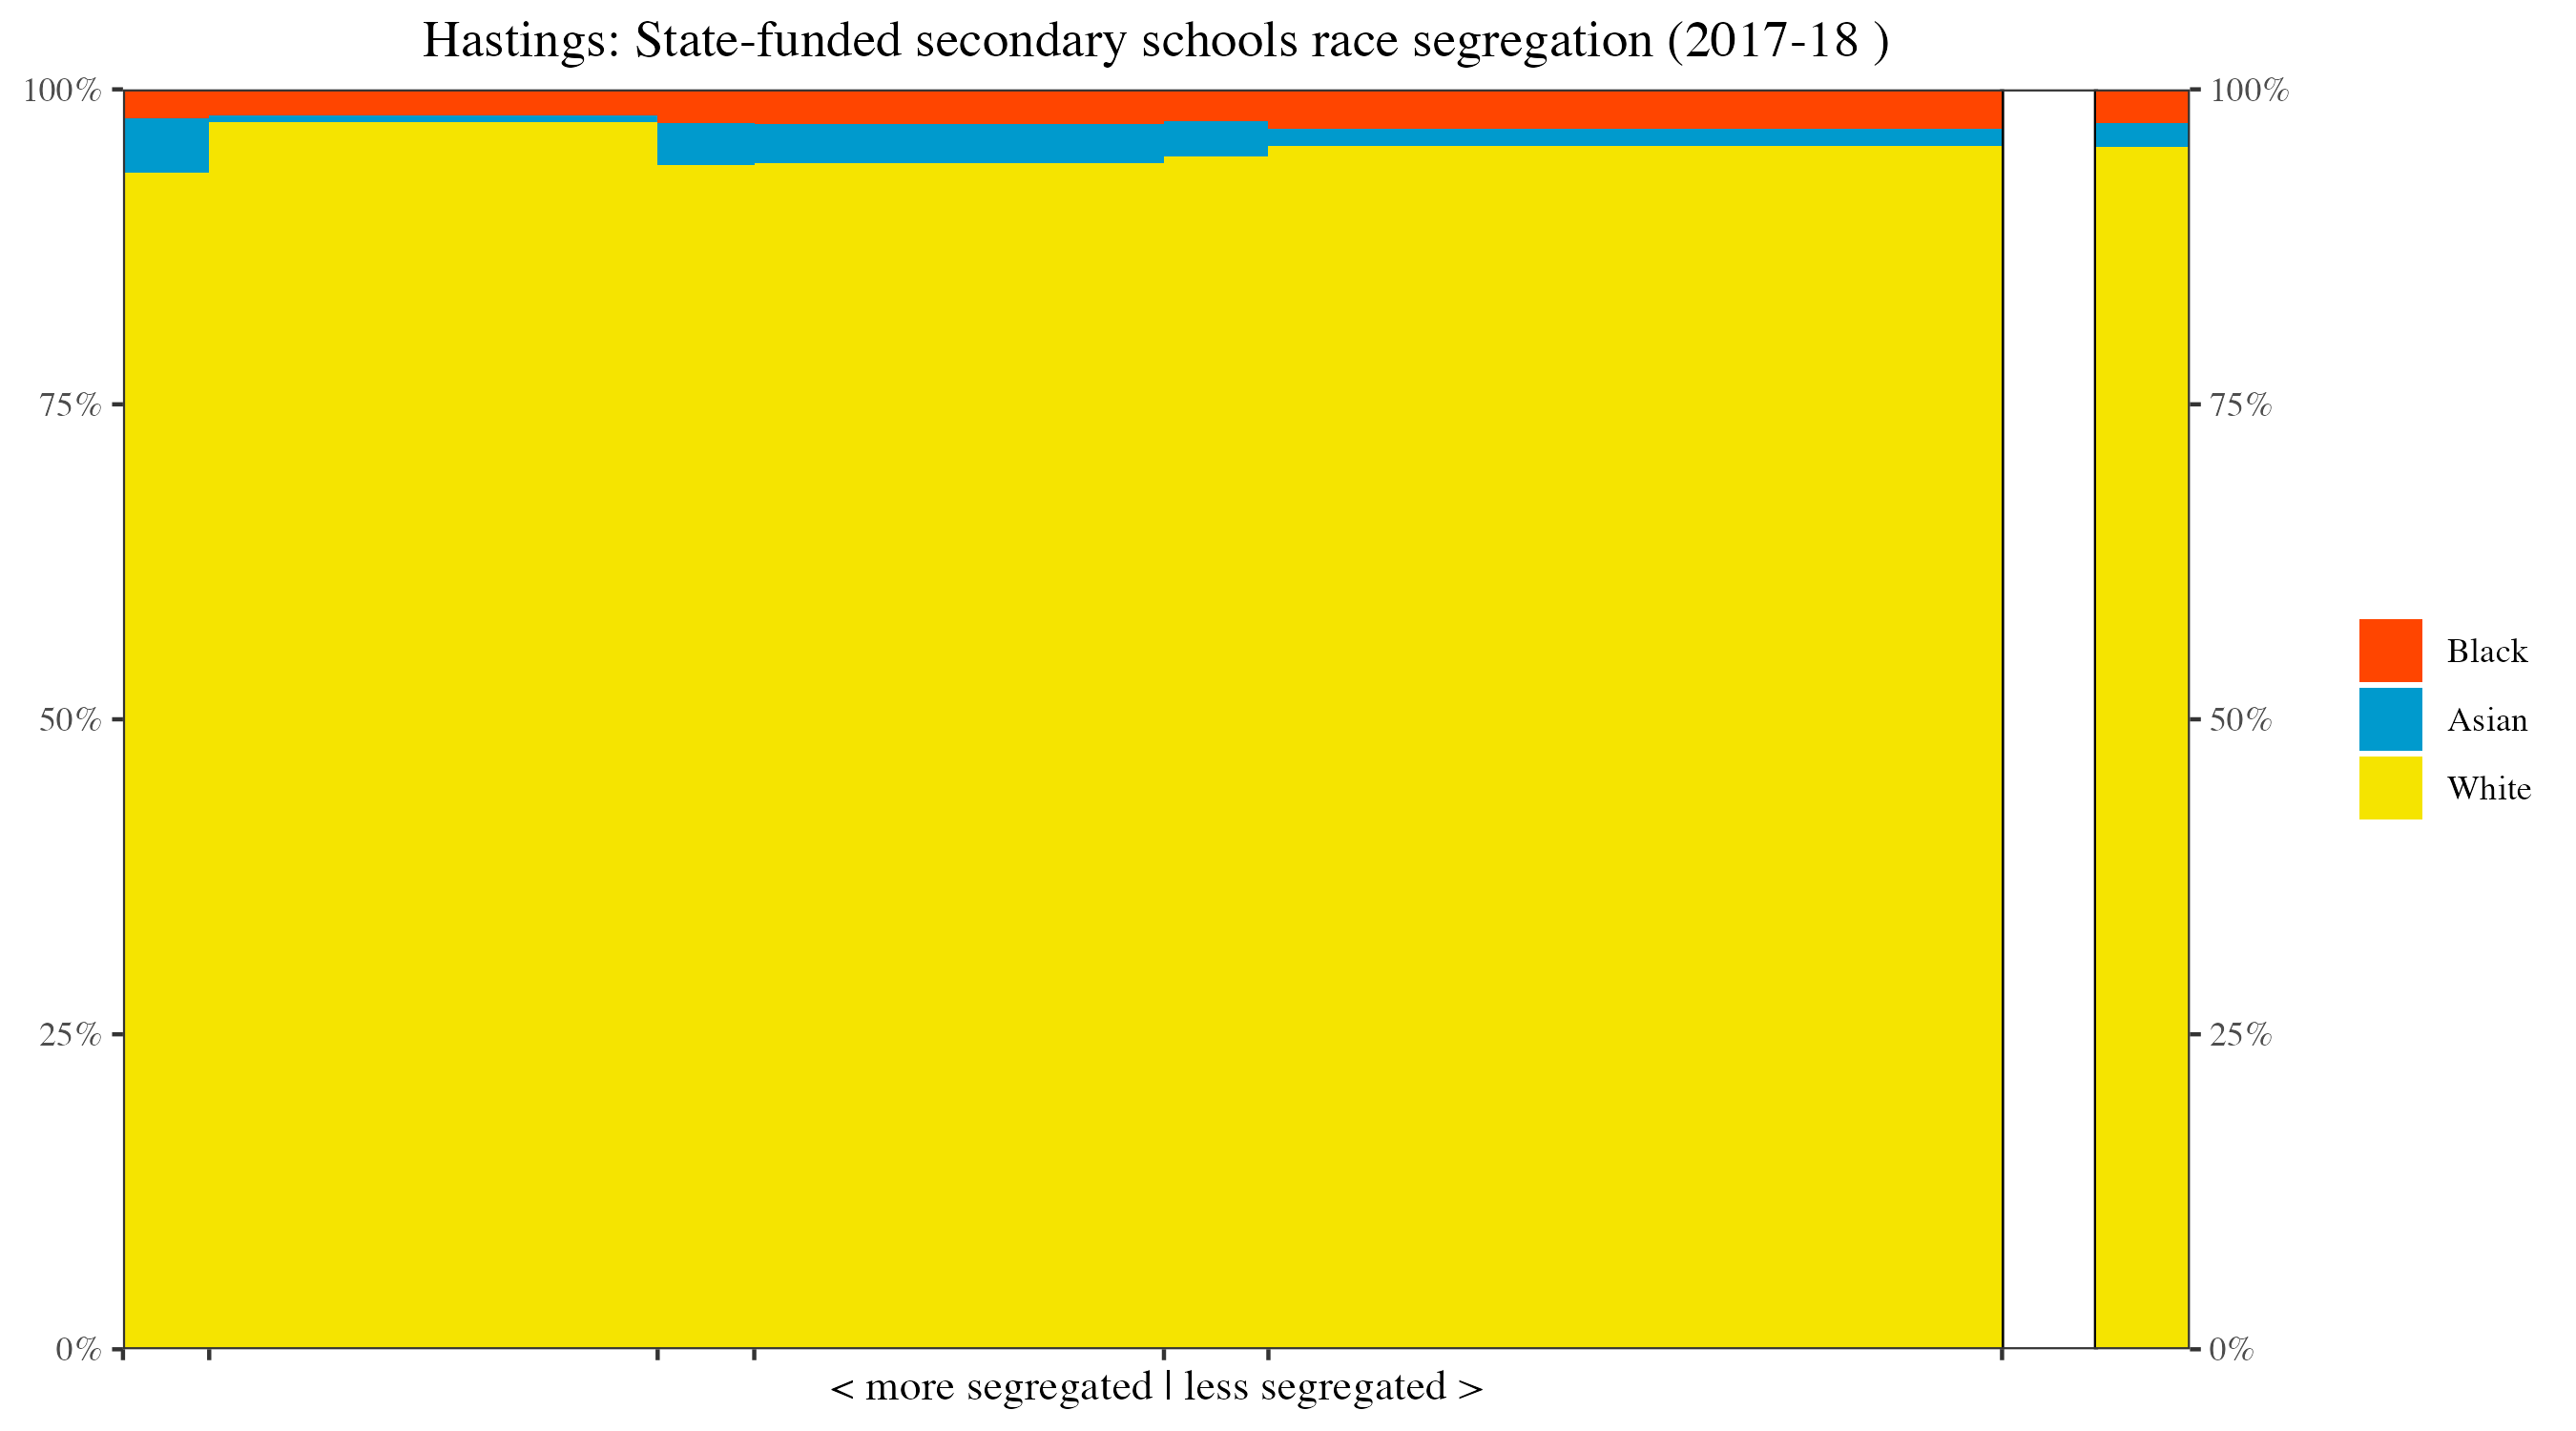 Hastings: State-funded secondary schools race segregation (2017-18 )
100%
75%
50%
25%
0%
100%
75%
50%
25%
0%
Black
Asian
White
< more segregated | less segregated >